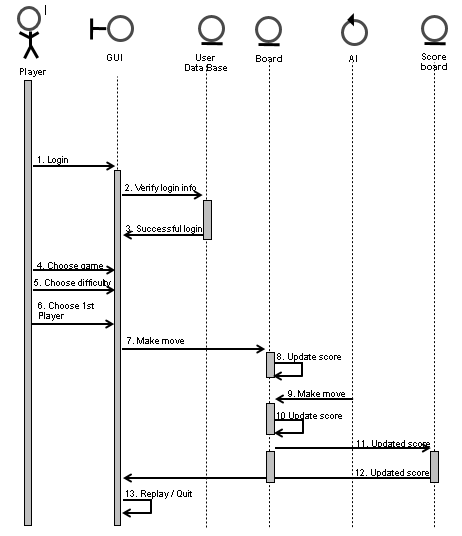 Player
GUI
User
Data Base
Board
AI
Score
board
1. Login
2. Verify login info
3. Successful login
4. Choose game
5. Choose difficulty
6. Choose 1st
Player
7. Make move
8. Update score
9. Make move
10 Update score
11. Updated score
12. Updated score
13. Replay / Quit